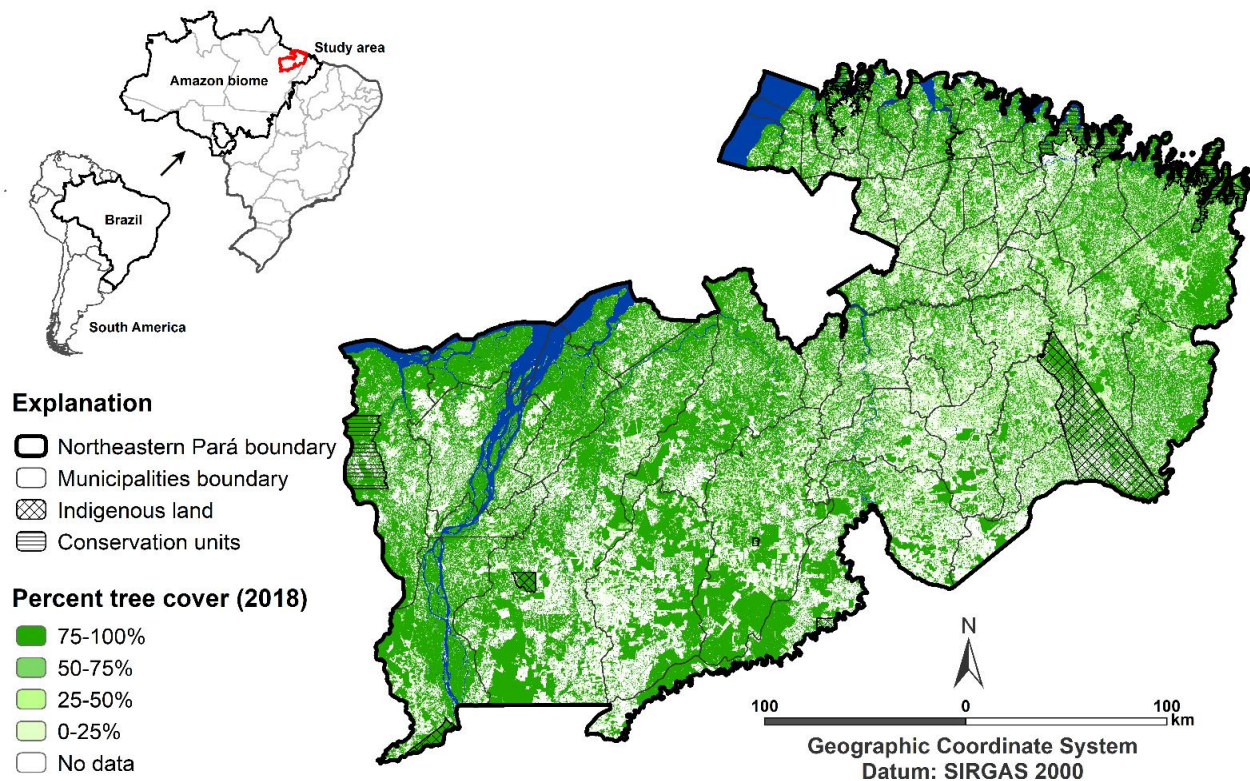 Study area
Amazon biome
Brazil
South America
Explanation
Northeastern Pará boundary
Municipalities boundary
Indigenous land
Conservation units
Percent tree cover (2018)
75-100%
50-75%
25-50%
0-25%
No data
N
100 0 100
km
Geographic Coordinate System
Datum: SIRGAS 2000